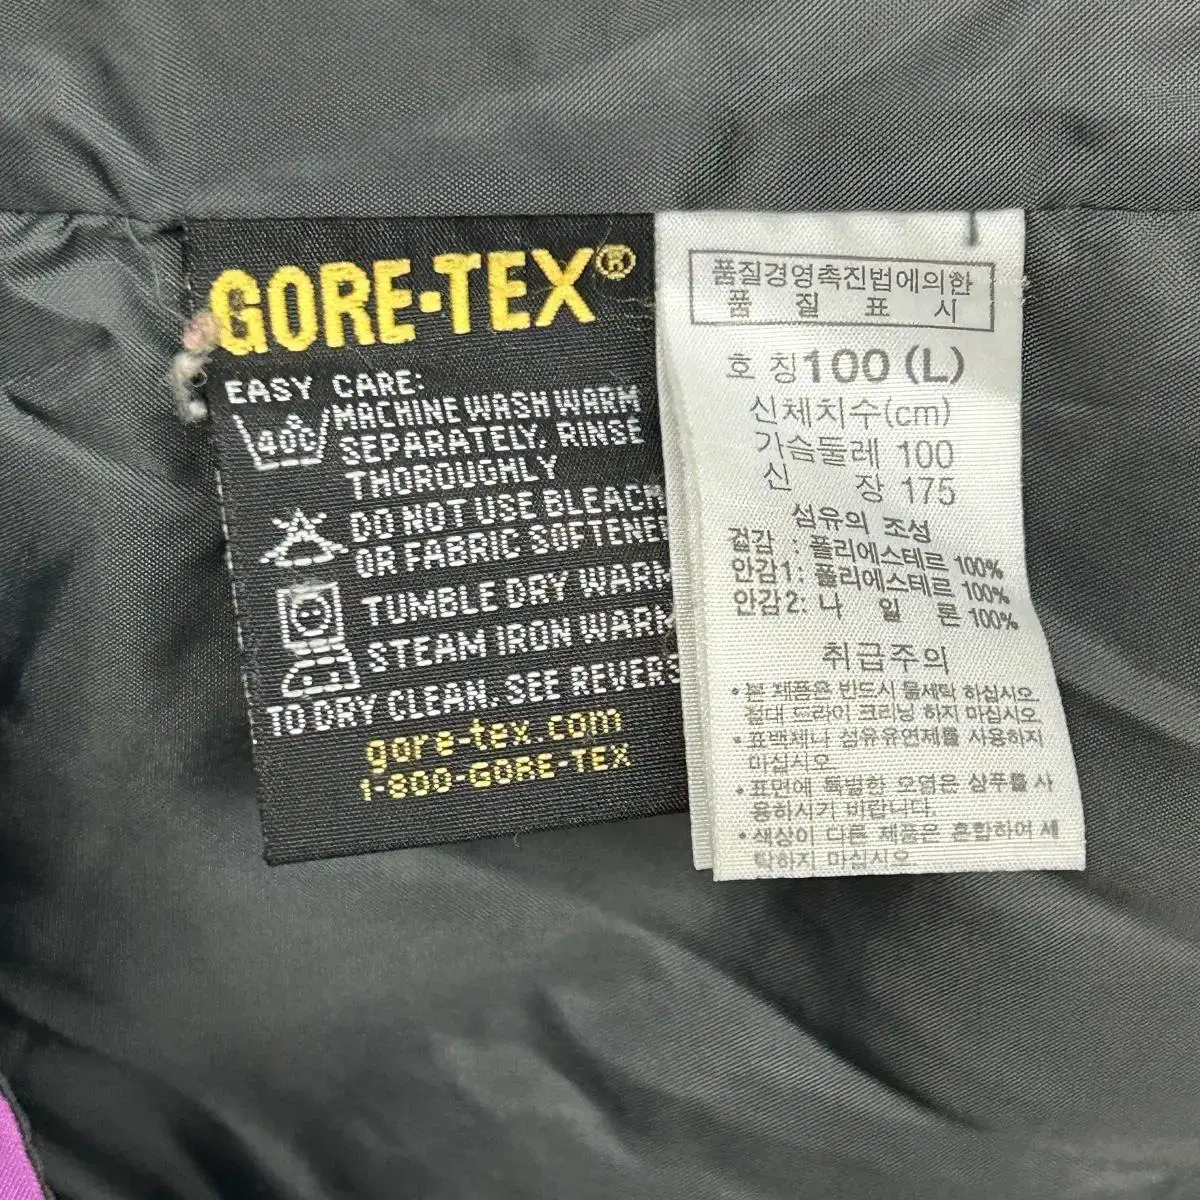 GORE-TEX®
EASY CARE:
40C
MACHINE WASH WARM
SEPARATELY. RINSE
THOROUGHLY
DO NOT USE BLEACH
OR FABRIC SOFTENE
TUMBLE DRY WARM
STEAM IRON WARM
TO DRY CLEAN. SEE REVERS
gore-tex.com
1-800-GORE-TEX
품질경영촉진법에의한
품 질 표 시
호 칭 100 (L)
신체치수(cm)
가슴둘레 100
신 장 175
섬유의 조성
겉감 : 폴리에스테르 100%
안감1: 폴리에스테르 100%
안감2: 나 일 론 100%
취급주의
• 본 제품은 반드시 물세탁 하십시오
절대 드라이 크리닝 하지 마십시오
• 표백제나 섬유유연제를 사용하지
마십시오
• 표면에 특별한 오염은 샴푸를 사
용하시기 바랍니다.
• 색상이 다른 제품은 혼합하여 세
탁하지 마십시오.